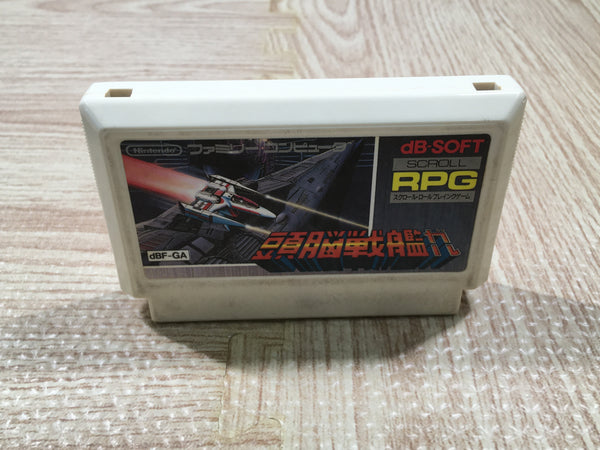 Nintendo
ファミリーコンピュータ
dB-SOFT
SCROLL
RPG
スクロール・ロールプレイングゲーム
頭脳戦艦ガル
dBF-GA